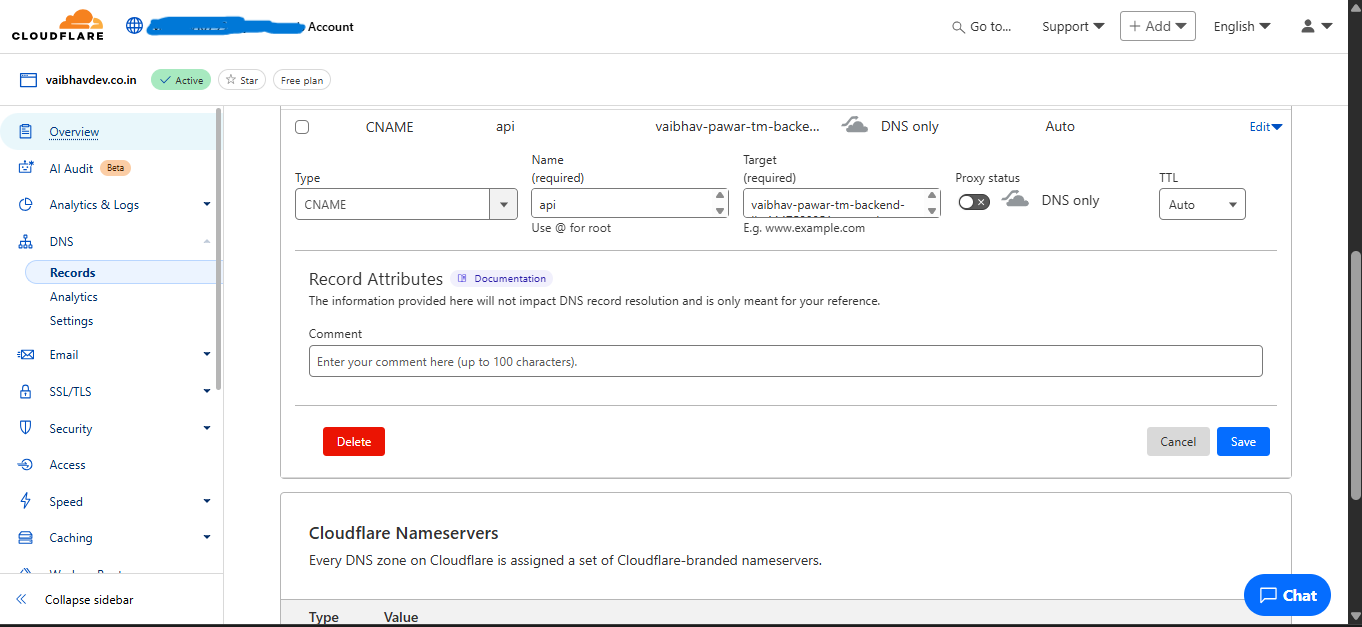 CLOUDFLARE
Account
Go to...
Support
+ Add
English
vaibhavdev.co.in
Active
Star
Free plan
Overview
AI Audit
Beta
Analytics & Logs
DNS
Records
Analytics
Settings
Email
SSL/TLS
Security
Access
Speed
Caching
Collapse sidebar
CNAME api vaibhav-pawar-tm-backe... DNS only Auto Edit
Type
CNAME
Name
(required)
api
Use @ for root
Target
(required)
vaibhav-pawar-tm-backend-
E.g. www.example.com
Proxy status
DNS only
TTL
Auto
Record Attributes
Documentation
The information provided here will not impact DNS record resolution and is only meant for your reference.
Comment
Enter your comment here (up to 100 characters).
Delete
Cancel
Save
Cloudflare Nameservers
Every DNS zone on Cloudflare is assigned a set of Cloudflare-branded nameservers.
Type Value
Chat